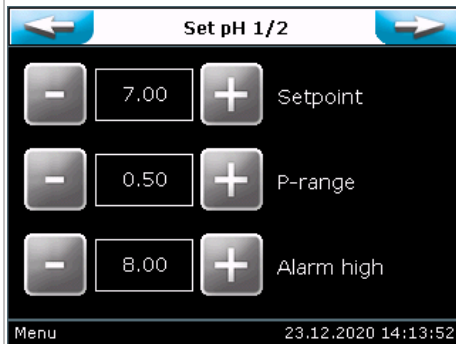 Set pH 1/2
- 7.00 + Setpoint
- 0.50 + P-range
- 8.00 + Alarm high
Menu 23.12.2020 14:13:52